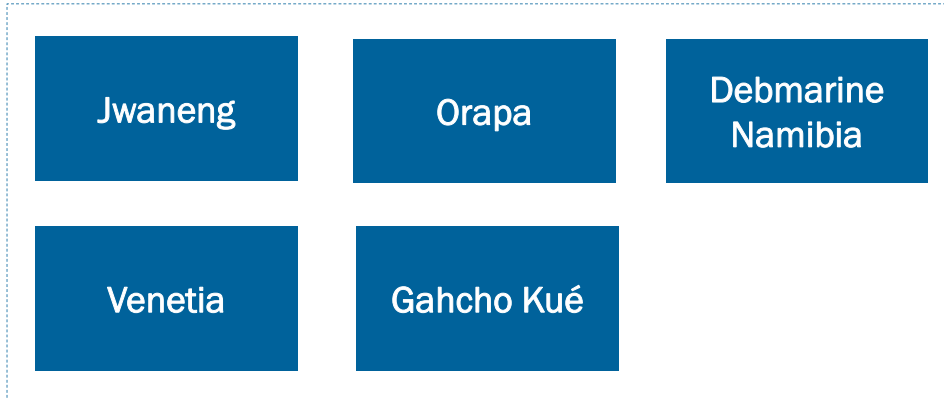 Jwaneng
Orapa
Debmarine
Namibia
Venetia
Gahcho Kué